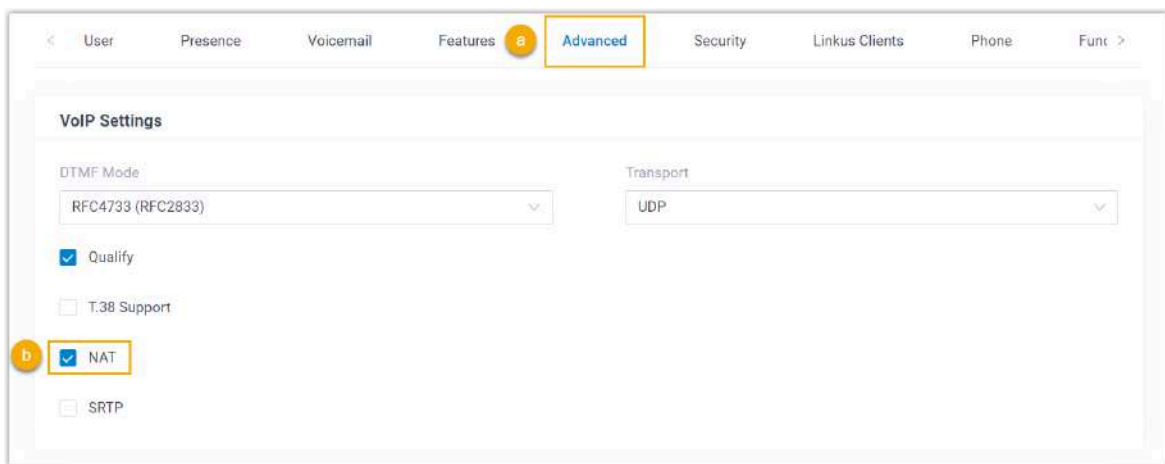 User Presence Voicemail Features a Advanced Security Linkus Clients Phone Func
VoIP Settings
DTMF Mode Transport
RFC4733 (RFC2833) UDP
Qualify
T.38 Support
b NAT
SRTP